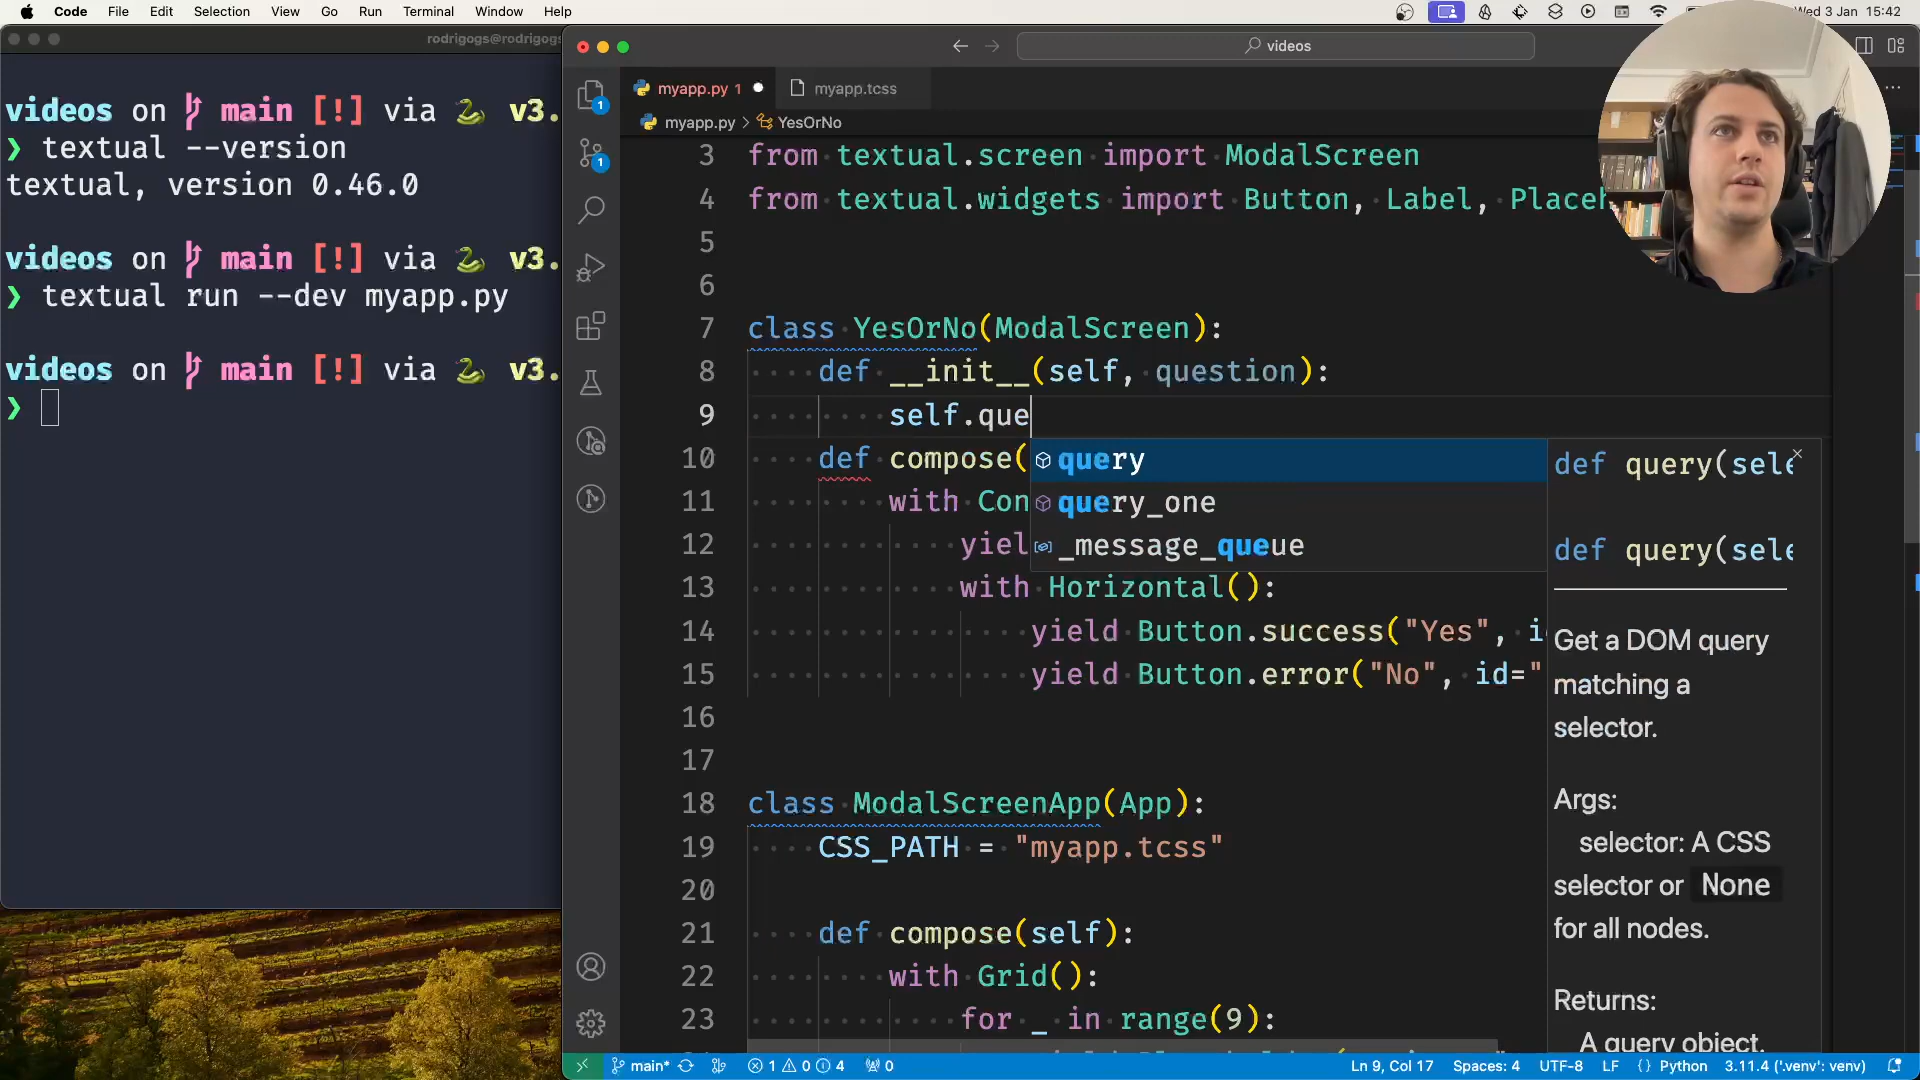 Code File Edit Selection View Go Run Terminal Window Help
Wed 3 Jan 15:42
rodrigogs@rodrigogs
videos on main [!] via v3.
❯ textual --version
textual, version 0.46.0
videos on main [!] via v3.
❯ textual run --dev myapp.py
videos on main [!] via v3.
❯
videos
myapp.py 1
myapp.tcss
myapp.py > YesOrNo
1
1
3 from textual.screen import ModalScreen
4 from textual.widgets import Button, Label, Placeh
5
6
7 class YesOrNo(ModalScreen):
8 def __init__(self, question):
9 self.que
10 def compose(
11 with Con
12 yiel
13 with Horizontal():
14 yield Button.success("Yes", i
15 yield Button.error("No", id="
16
17
18 class ModalScreenApp(App):
19 CSS_PATH = "myapp.tcss"
20
21 def compose(self):
22 with Grid():
23 for _ in range(9):
query
query_one
_message_queue
def query(sele
def query(sele
Get a DOM query
matching a
selector.
Args:
selector: A CSS
selector or None
for all nodes.
Returns:
A query object.
main* 1 0 4 0
Ln 9, Col 17 Spaces: 4 UTF-8 LF {} Python 3.11.4 ('.venv': venv)